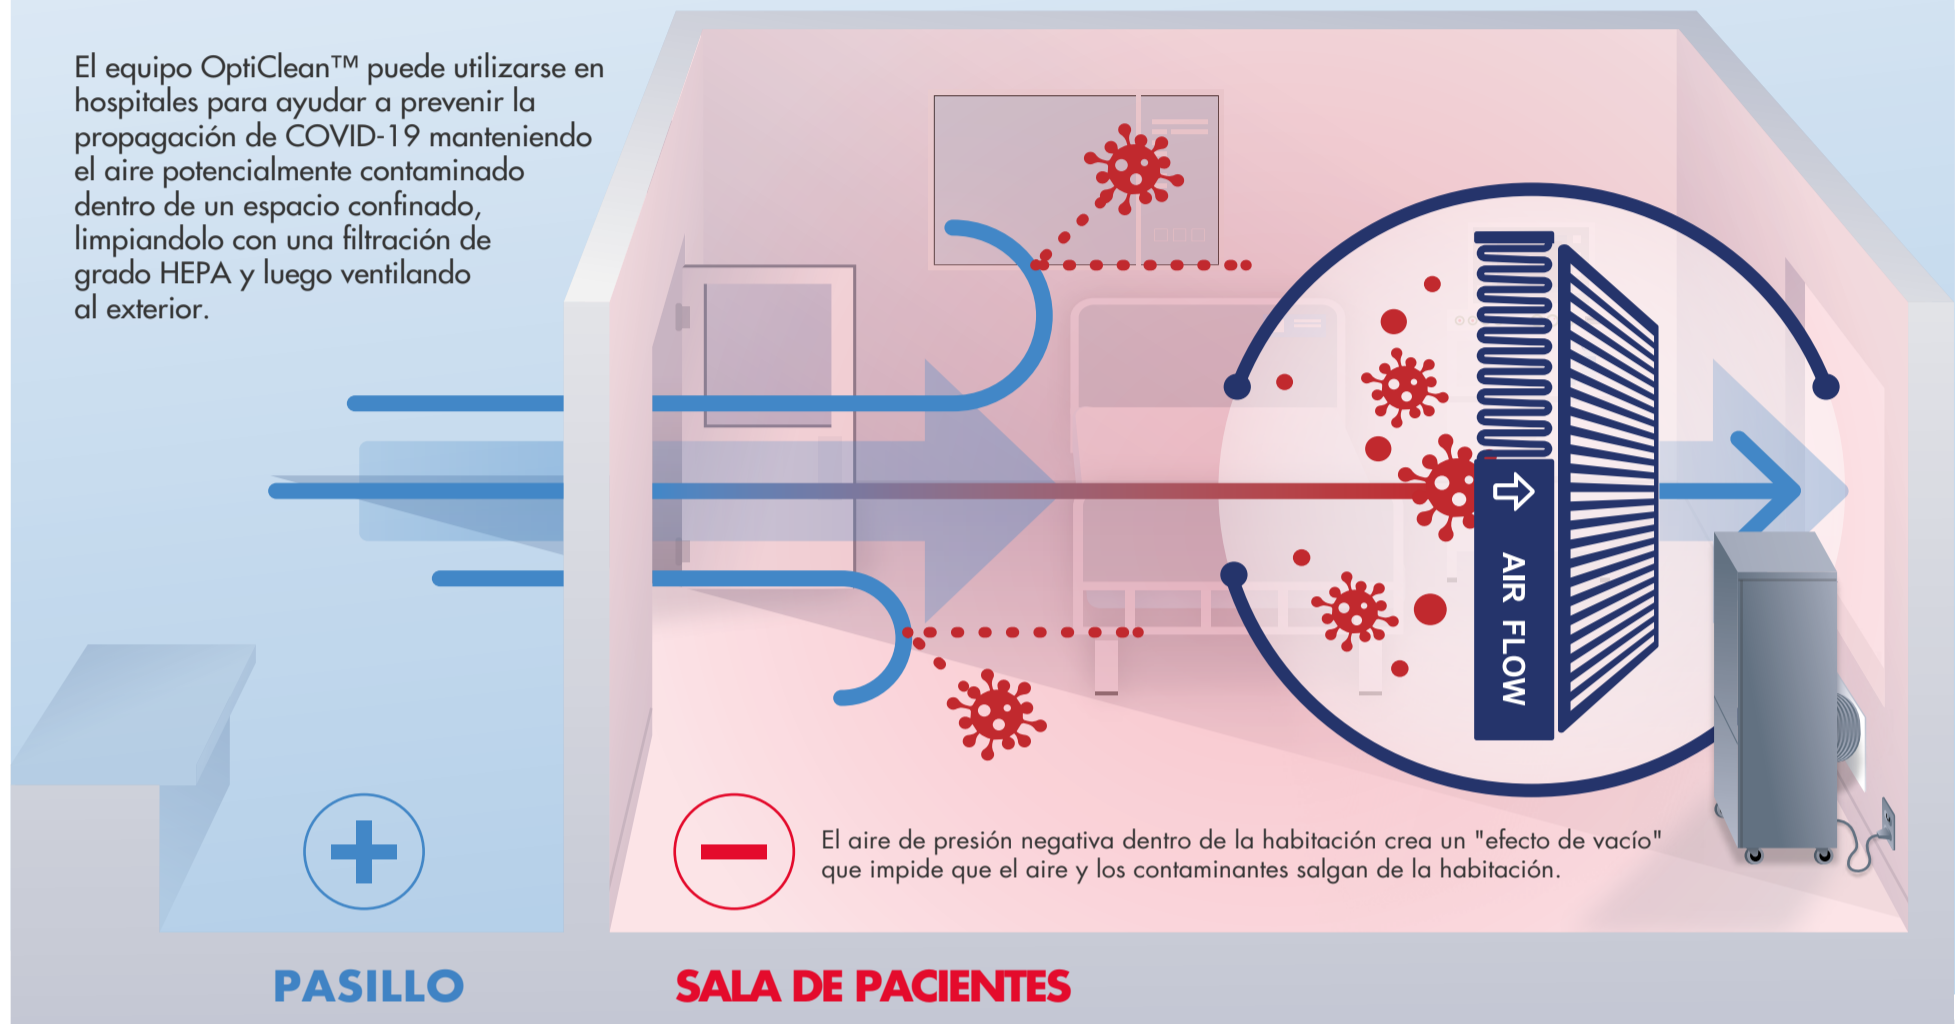 El equipo OptiClean™ puede utilizarse en
hospitales para ayudar a prevenir la
propagación de COVID-19 manteniendo
el aire potencialmente contaminado
dentro de un espacio confinado,
limpiandolo con una filtración de
grado HEPA y luego ventilando
al exterior.
AIR FLOW
El aire de presión negativa dentro de la habitación crea un "efecto de vacío"
que impide que el aire y los contaminantes salgan de la habitación.
PASILLO
SALA DE PACIENTES